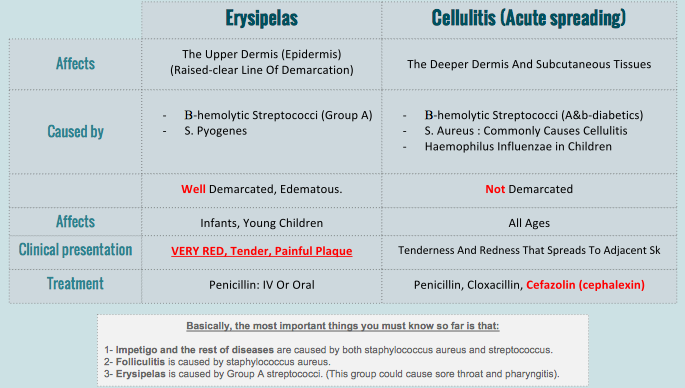 Erysipelas Cellulitis (Acute spreading)
Affects The Upper Dermis (Epidermis) The Deeper Dermis And Subcutaneous Tissues
(Raised-clear Line Of Demarcation)
Caused by
- B-hemolytic Streptococci (Group A) - B-hemolytic Streptococci (A&b-diabetics)
- S. Pyogenes - S. Aureus : Commonly Causes Cellulitis
- Haemophilus Influenzae in Children
Well Demarcated, Edematous. Not Demarcated
Affects Infants, Young Children All Ages
Clinical presentation VERY RED, Tender, Painful Plaque Tenderness And Redness That Spreads To Adjacent Sk
Treatment Penicillin: IV Or Oral Penicillin, Cloxacillin, Cefazolin (cephalexin)
Basically, the most important things you must know so far is that:
1- Impetigo and the rest of diseases are caused by both staphylococcus aureus and streptococcus.
2- Folliculitis is caused by staphylococcus aureus.
3- Erysipelas is caused by Group A streptococci. (This group could cause sore throat and pharyngitis).